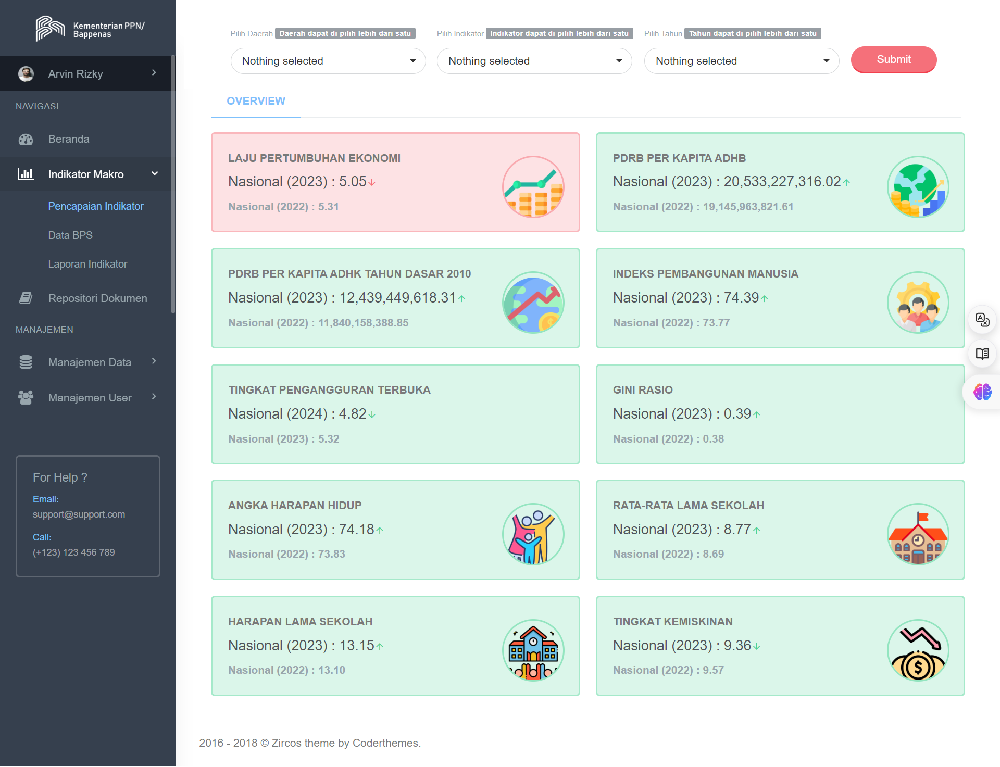 Kementerian PPN/
Bappenas
Arvin Rizky
NAVIGASI
Beranda
Indikator Makro
Pencapaian Indikator
Data BPS
Laporan Indikator
Repositori Dokumen
MANAJEMEN
Manajemen Data
Manajemen User
For Help ?
Email:
support@support.com
Call:
(+123) 123 456 789
Pilih Daerah Daerah dapat di pilih lebih dari satu
Nothing selected
Pilih Indikator Indikator dapat di pilih lebih dari satu
Nothing selected
Pilih Tahun Tahun dapat di pilih lebih dari satu
Nothing selected
Submit
OVERVIEW
LAJU PERTUMBUHAN EKONOMI
Nasional (2023) : 5.05↓
Nasional (2022) : 5.31
PDRB PER KAPITA ADHB
Nasional (2023) : 20,533,227,316.02↑
Nasional (2022) : 19,145,963,821.61
PDRB PER KAPITA ADHK TAHUN DASAR 2010
Nasional (2023) : 12,439,449,618.31↑
Nasional (2022) : 11,840,158,388.85
INDEKS PEMBANGUNAN MANUSIA
Nasional (2023) : 74.39↑
Nasional (2022) : 73.77
TINGKAT PENGANGGURAN TERBUKA
Nasional (2024) : 4.82↓
Nasional (2023) : 5.32
GINI RASIO
Nasional (2023) : 0.39↑
Nasional (2022) : 0.38
ANGKA HARAPAN HIDUP
Nasional (2023) : 74.18↑
Nasional (2022) : 73.83
RATA-RATA LAMA SEKOLAH
Nasional (2023) : 8.77↑
Nasional (2022) : 8.69
HARAPAN LAMA SEKOLAH
Nasional (2023) : 13.15↑
Nasional (2022) : 13.10
TINGKAT KEMISKINAN
Nasional (2023) : 9.36↓
Nasional (2022) : 9.57
2016 - 2018 © Zircos theme by Coderthemes.